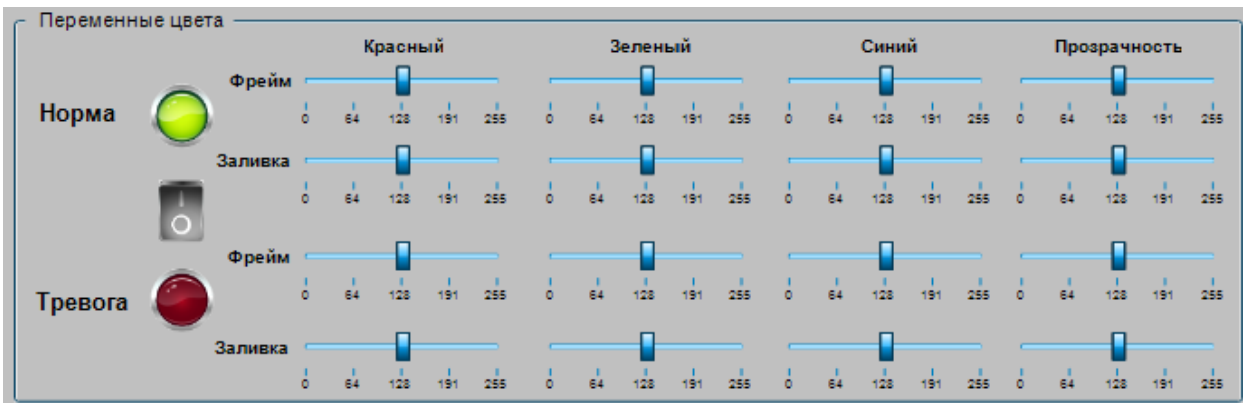 Переменные цвета
Красный Зеленый Синий Прозрачность
Фрейм
Норма
0 64 128 191 255 0 64 128 191 255 0 64 128 191 255 0 64 128 191 255
Заливка
0 64 128 191 255 0 64 128 191 255 0 64 128 191 255 0 64 128 191 255
Фрейм
Тревога
0 64 128 191 255 0 64 128 191 255 0 64 128 191 255 0 64 128 191 255
Заливка
0 64 128 191 255 0 64 128 191 255 0 64 128 191 255 0 64 128 191 255